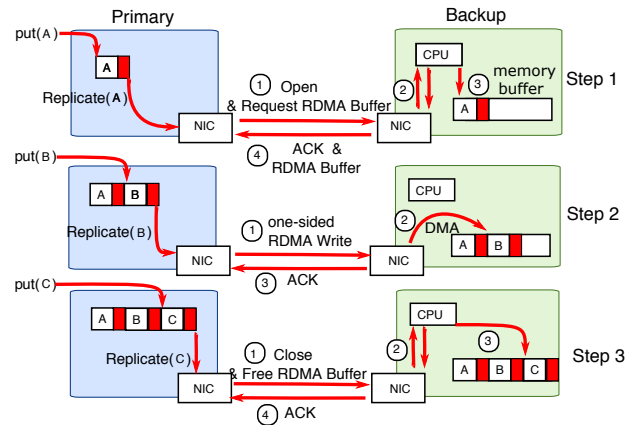 Primary
Backup
put(A)
A
Replicate(A)
NIC
1 Open
& Request RDMA Buffer
4 ACK &
RDMA Buffer
NIC
CPU
2
3 memory
buffer
A
Step 1
put(B)
A B
Replicate(B)
NIC
1 one-sided
RDMA Write
3 ACK
NIC
CPU
2 DMA
A B
Step 2
put(C)
A B C
Replicate(C)
NIC
1 Close
& Free RDMA Buffer
4 ACK
NIC
CPU
2
3
A B C
Step 3